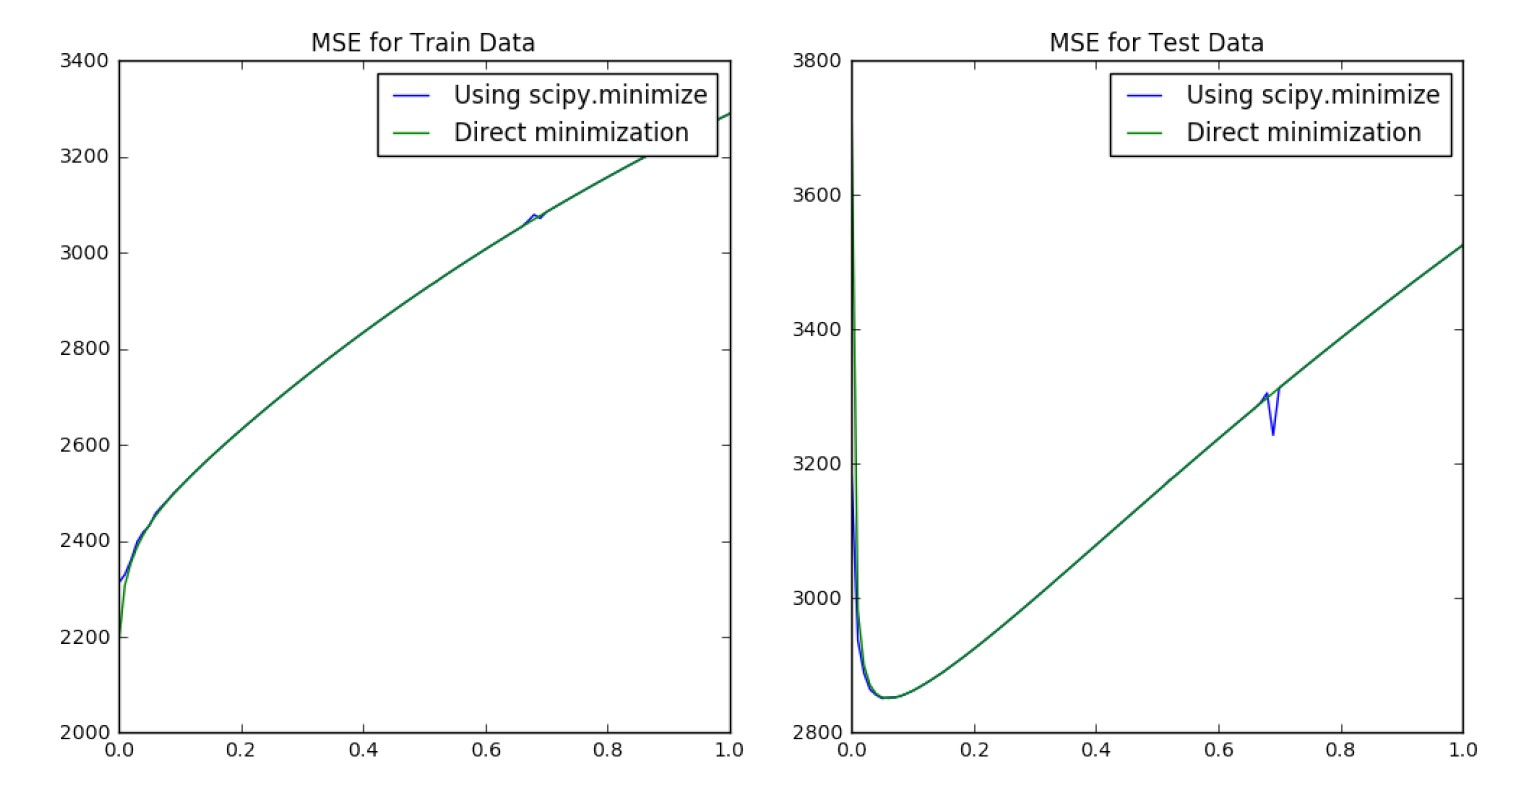 MSE for Train Data
3400
3200
3000
2800
2600
2400
2200
2000
0.0 0.2 0.4 0.6 0.8 1.0
Using scipy.minimize
Direct minimization
MSE for Test Data
3800
3600
3400
3200
3000
2800
0.0 0.2 0.4 0.6 0.8 1.0
Using scipy.minimize
Direct minimization